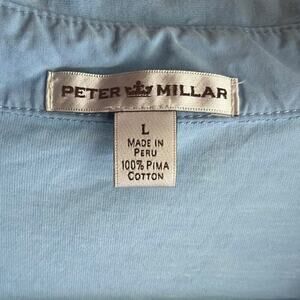 PETER MILLAR
L
MADE IN
PERU
100% PIMA
COTTON